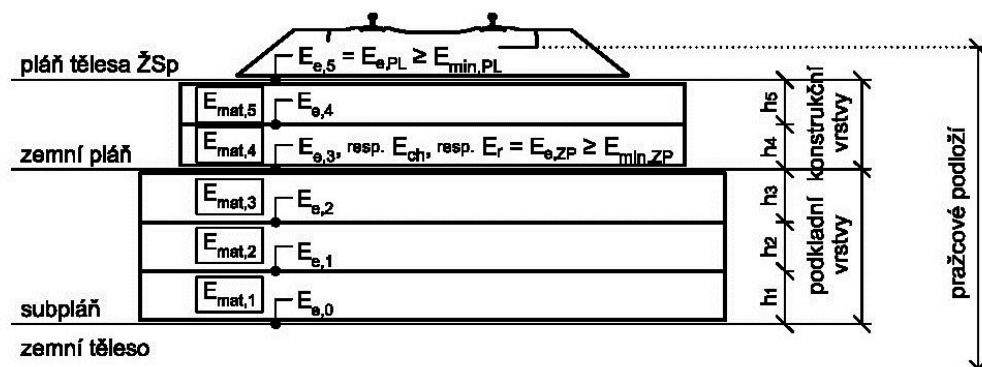 E_e,5 = E_e,PL ≥ E_min,PL
pláň tělesa ŽSp
E_mat,5
E_e,4
h5
E_mat,4
E_e,3, resp. E_ch, resp. E_r = E_e,ZP ≥ E_min,ZP
h4
konstrukční
vrstvy
zemní pláň
E_mat,3
E_e,2
h3
E_mat,2
E_e,1
h2
E_mat,1
E_e,0
h1
podkladní
vrstvy
subpláň
zemní těleso
pražcové podloží